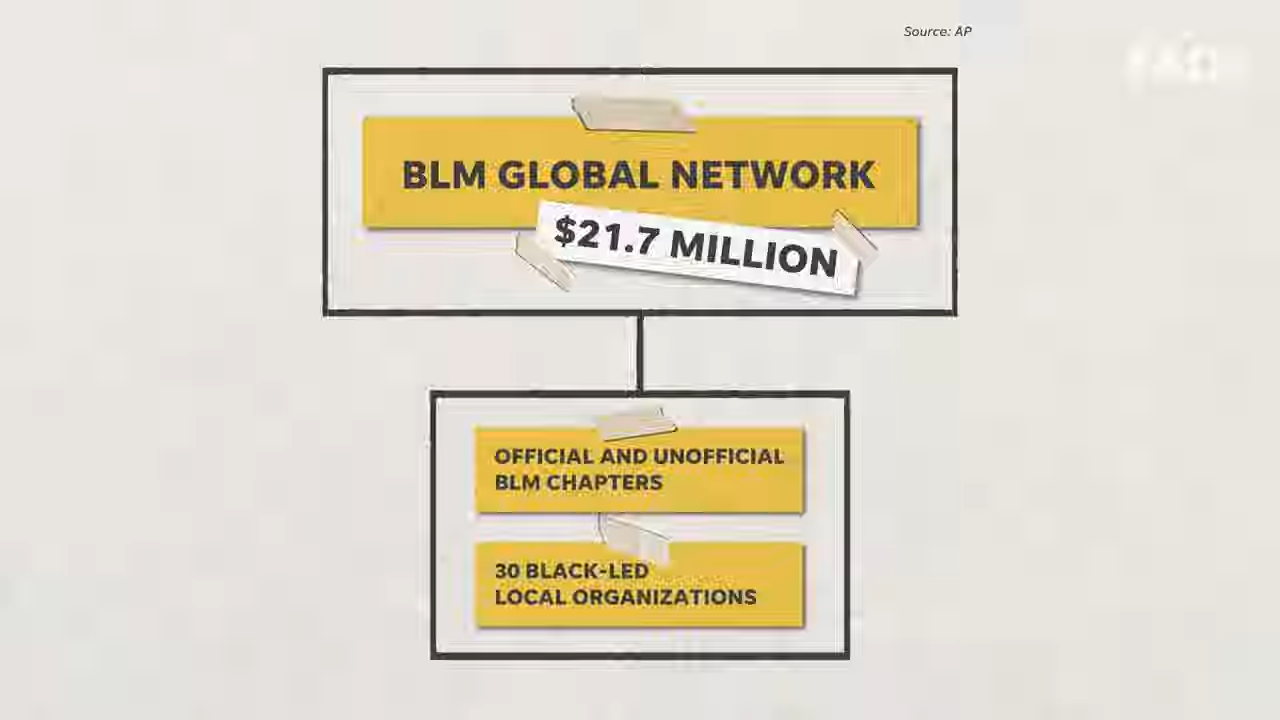 Source: AP
BLM GLOBAL NETWORK
$21.7 MILLION
OFFICIAL AND UNOFFICIAL
BLM CHAPTERS
30 BLACK-LED
LOCAL ORGANIZATIONS